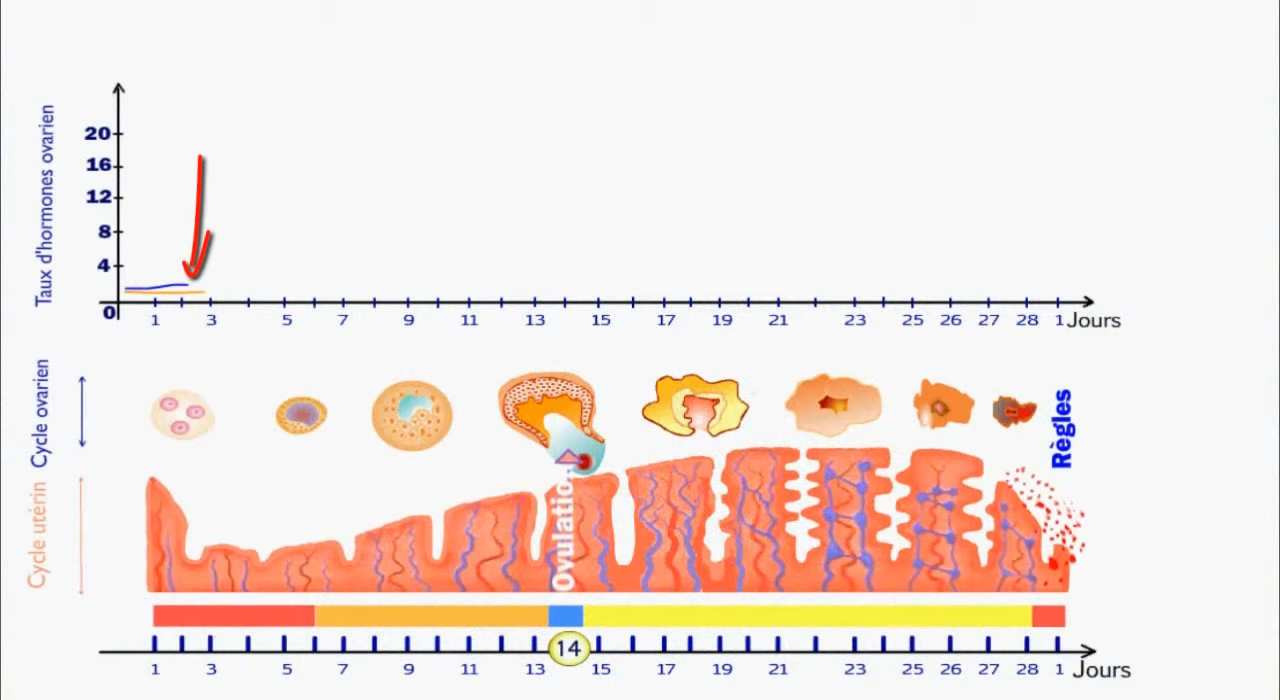 Taux d'hormones ovarien
20
16
12
8
4
0
1 3 5 7 9 11 13 15 17 19 21 23 25 26 27 28 1 Jours
Cycle ovarien
Règles
Cycle utérin
Ovulatio
14
1 3 5 7 9 11 13 15 17 19 21 23 25 26 27 28 1 Jours